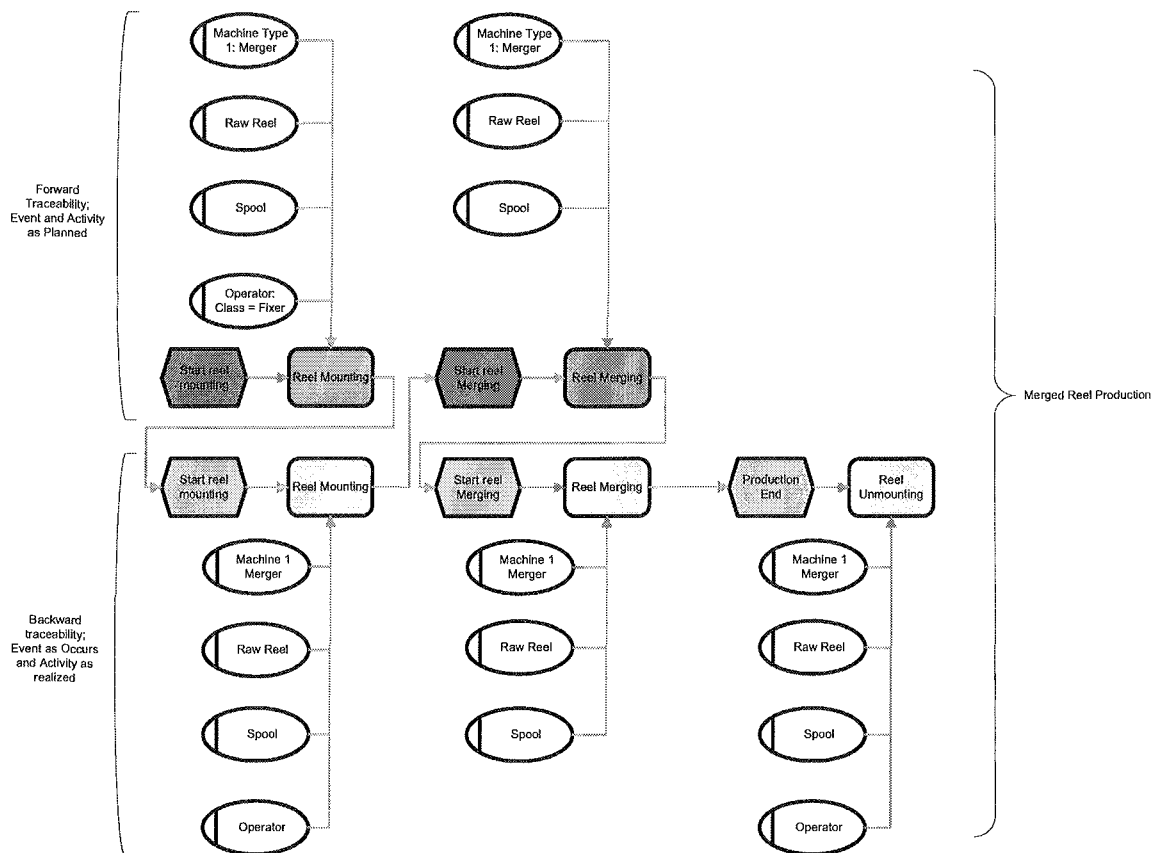 Machine Type
1: Merger
Machine Type
1: Merger
Raw Reel
Raw Reel
Forward
Traceability;
Event and Activity
as Planned
Spool
Spool
Operator:
Class = Fixer
Start reel
mounting
Reel Mounting
Start reel
Merging
Reel Merging
Merged Reel Production
Start reel
mounting
Reel Mounting
Start reel
Merging
Reel Merging
Production
End
Reel
Unmounting
Machine 1
Merger
Machine 1
Merger
Machine 1
Merger
Backward
traceability;
Event as Occurs
and Activity as
realized
Raw Reel
Raw Reel
Raw Reel
Spool
Spool
Spool
Operator
Operator